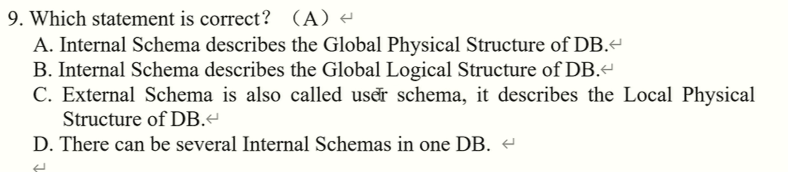 9. Which statement is correct? （A）
A. Internal Schema describes the Global Physical Structure of DB.
B. Internal Schema describes the Global Logical Structure of DB.
C. External Schema is also called user schema, it describes the Local Physical
Structure of DB.
D. There can be several Internal Schemas in one DB.